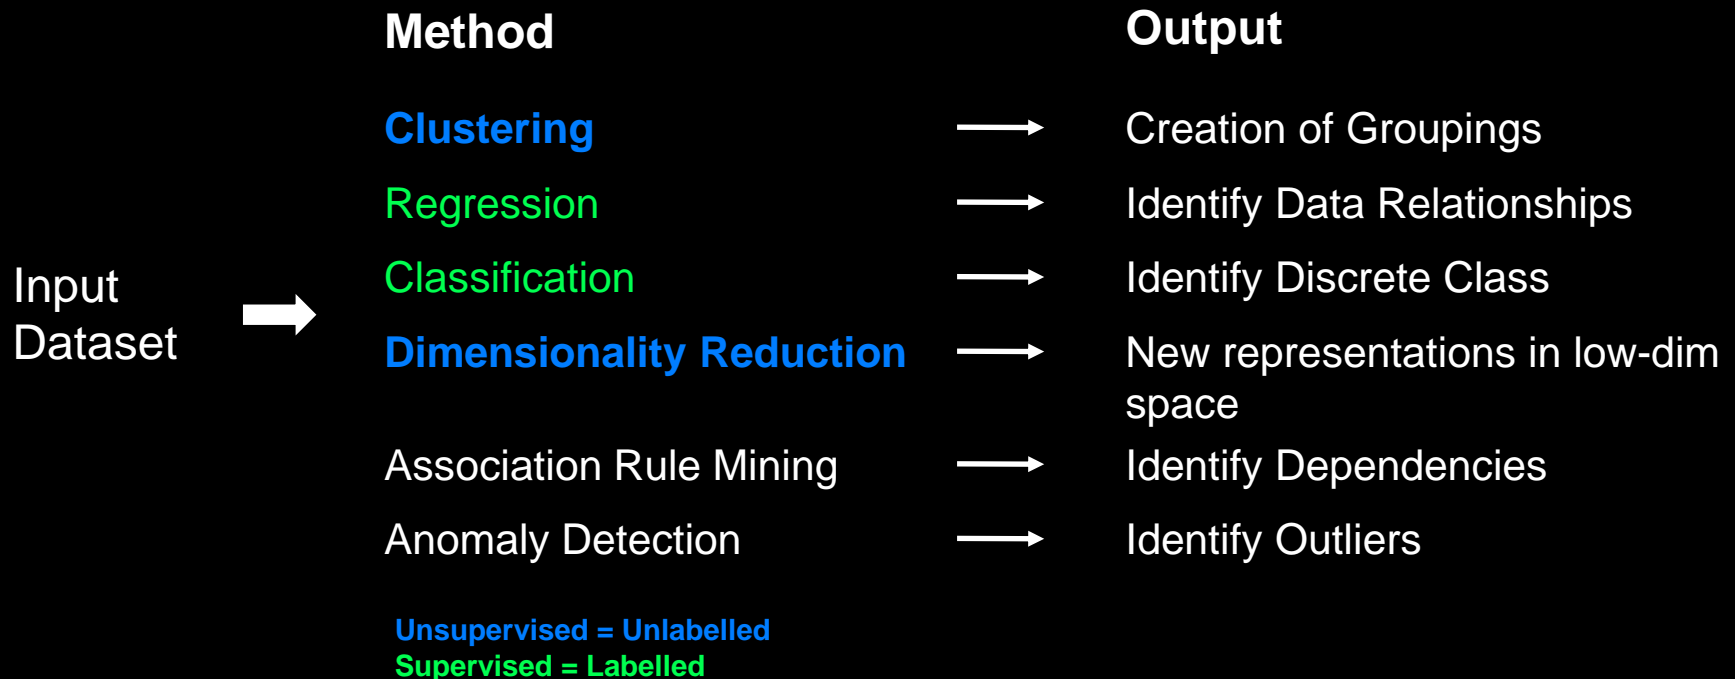 Method
Output
Clustering
Creation of Groupings
Regression
Identify Data Relationships
Input
Dataset
Classification
Identify Discrete Class
Dimensionality Reduction
New representations in low-dim
space
Association Rule Mining
Identify Dependencies
Anomaly Detection
Identify Outliers
Unsupervised = Unlabelled
Supervised = Labelled